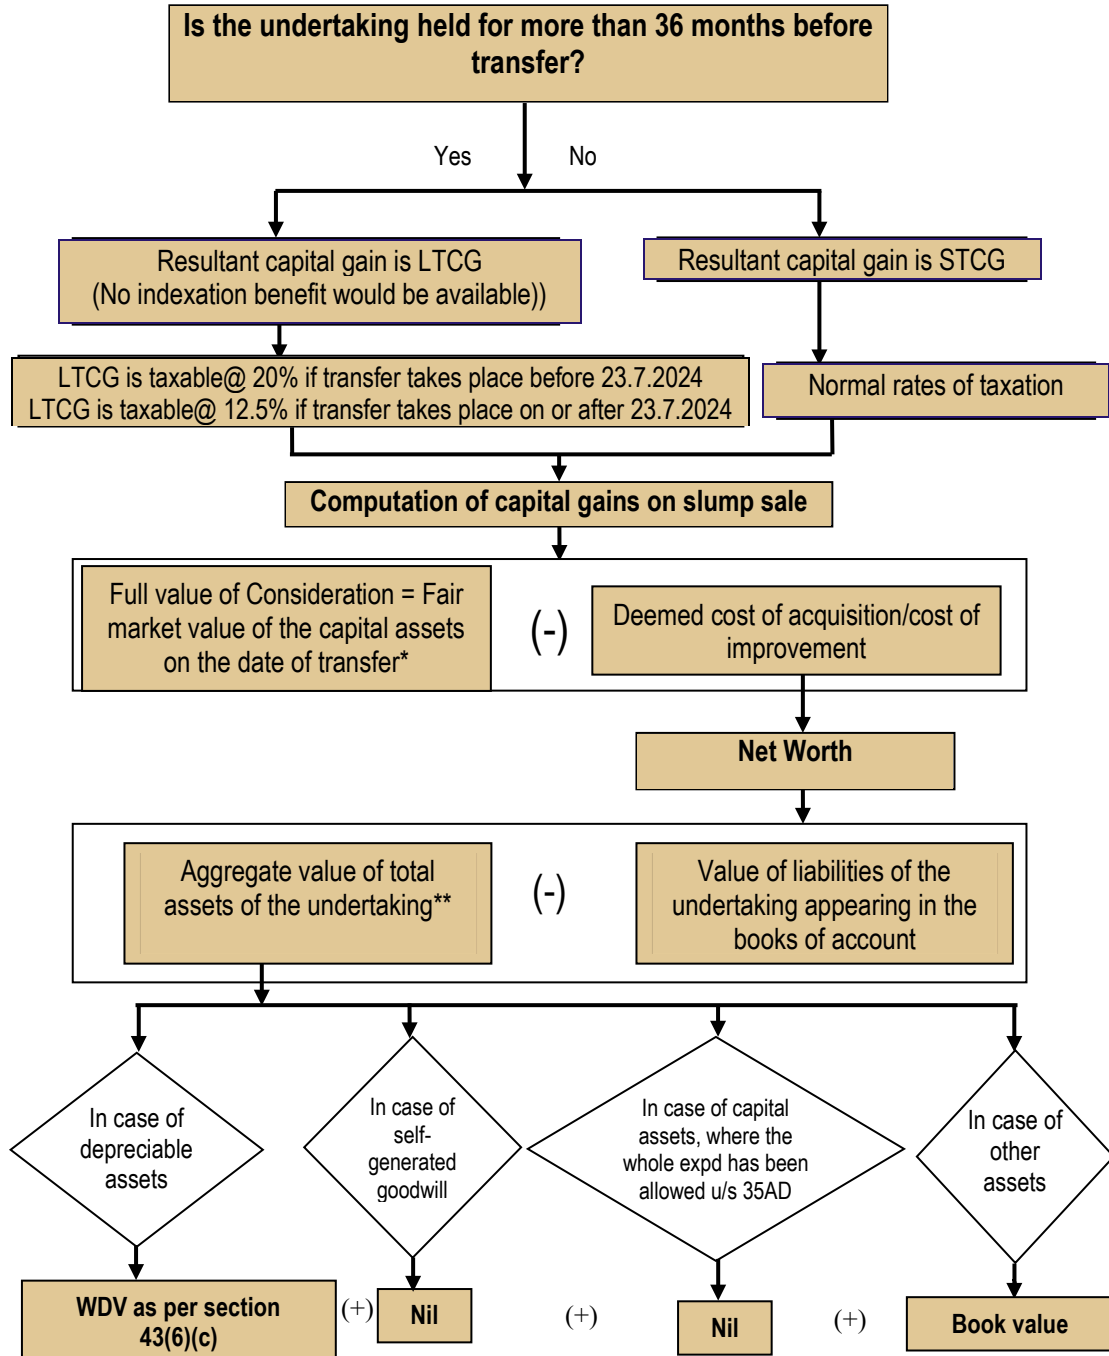 Is the undertaking held for more than 36 months before
transfer?
Yes
No
Resultant capital gain is LTCG
(No indexation benefit would be available))
Resultant capital gain is STCG
LTCG is taxable@ 20% if transfer takes place before 23.7.2024
LTCG is taxable@ 12.5% if transfer takes place on or after 23.7.2024
Normal rates of taxation
Computation of capital gains on slump sale
Full value of Consideration = Fair
market value of the capital assets
on the date of transfer*
(-)
Deemed cost of acquisition/cost of
improvement
Net Worth
Aggregate value of total
assets of the undertaking**
(-)
Value of liabilities of the
undertaking appearing in the
books of account
In case of
depreciable
assets
In case of
self-
generated
goodwill
In case of capital
assets, where the
whole expd has been
allowed u/s 35AD
In case of
other
assets
WDV as per section
43(6)(c)
(+)
Nil
(+)
Nil
(+)
Book value